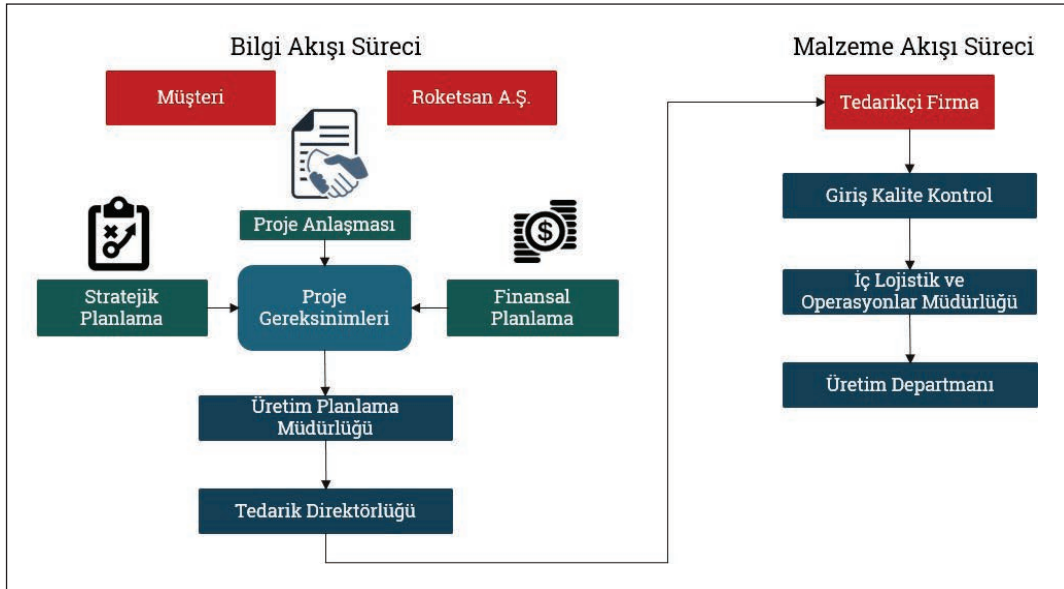 Bilgi Akışı Süreci
Müşteri
Roketsan A.Ş.
Proje Anlaşması
Stratejik
Planlama
Proje
Gereksinimleri
Finansal
Planlama
Üretim Planlama
Müdürlüğü
Tedarik Direktörlüğü
Malzeme Akışı Süreci
Tedarikçi Firma
Giriş Kalite Kontrol
İç Lojistik ve
Operasyonlar Müdürlüğü
Üretim Departmanı
$